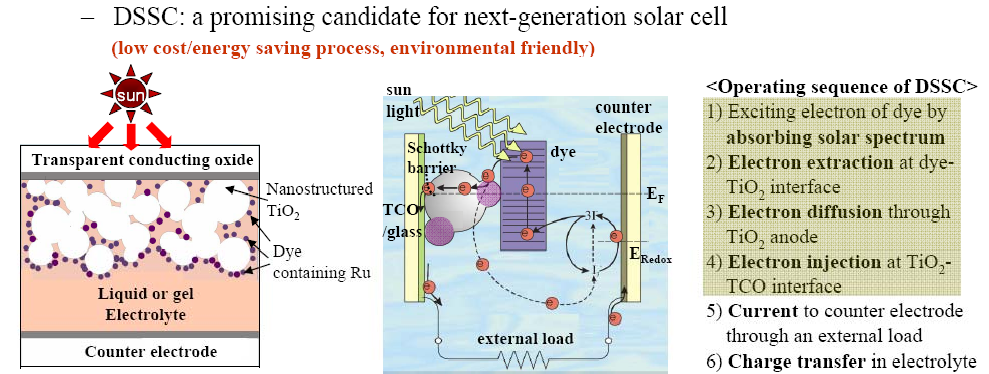 – DSSC: a promising candidate for next-generation solar cell
(low cost/energy saving process, environmental friendly)
sun
Transparent conducting oxide
Nanostructured
TiO₂
Dye
containing Ru
Liquid or gel
Electrolyte
Counter electrode
sun
light
counter
electrode
Schottky
barrier
dye
e
e
e
e
e
e
E_F
TCO
/glass
3I⁻
e
e
E_Redox
e
I₃⁻
e
e
e
external load
<Operating sequence of DSSC>
1) Exciting electron of dye by
absorbing solar spectrum
2) Electron extraction at dye-
TiO₂ interface
3) Electron diffusion through
TiO₂ anode
4) Electron injection at TiO₂-
TCO interface
5) Current to counter electrode
through an external load
6) Charge transfer in electrolyte